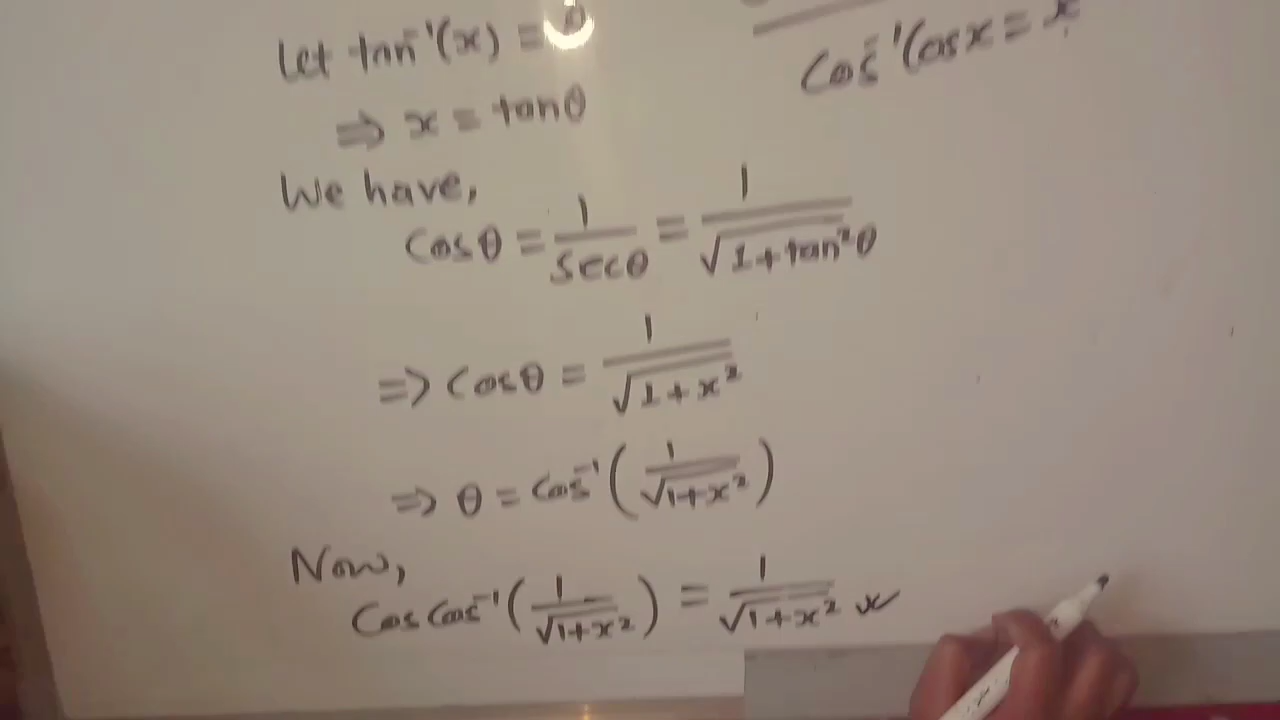 Let tan⁻¹(x) = θ
Cos⁻¹(Cosx = x
⇒ x = tanθ
We have,
Cosθ = 1/Secθ = 1/√(1+tan²θ)
⇒ Cosθ = 1/√(1+x²)
⇒ θ = Cos⁻¹(1/√(1+x²))
Now,
Cos Cos⁻¹(1/√(1+x²)) = 1/√(1+x²)